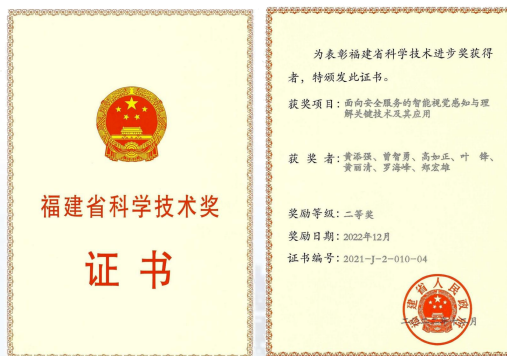 福建省科学技术奖
证书
为表彰福建省科学技术进步奖获得
者，特颁发此证书。
获奖项目：面向安全服务的智能视觉感知与理
解关键技术及其应用
获 奖 者：黄添强、曾智勇、高如正、叶 锋、
黄丽清、罗海峰、郑宏雄
奖励等级：二等奖
奖励日期：2022年12月
证书编号：2021-J-2-010-04
福建省人民政府